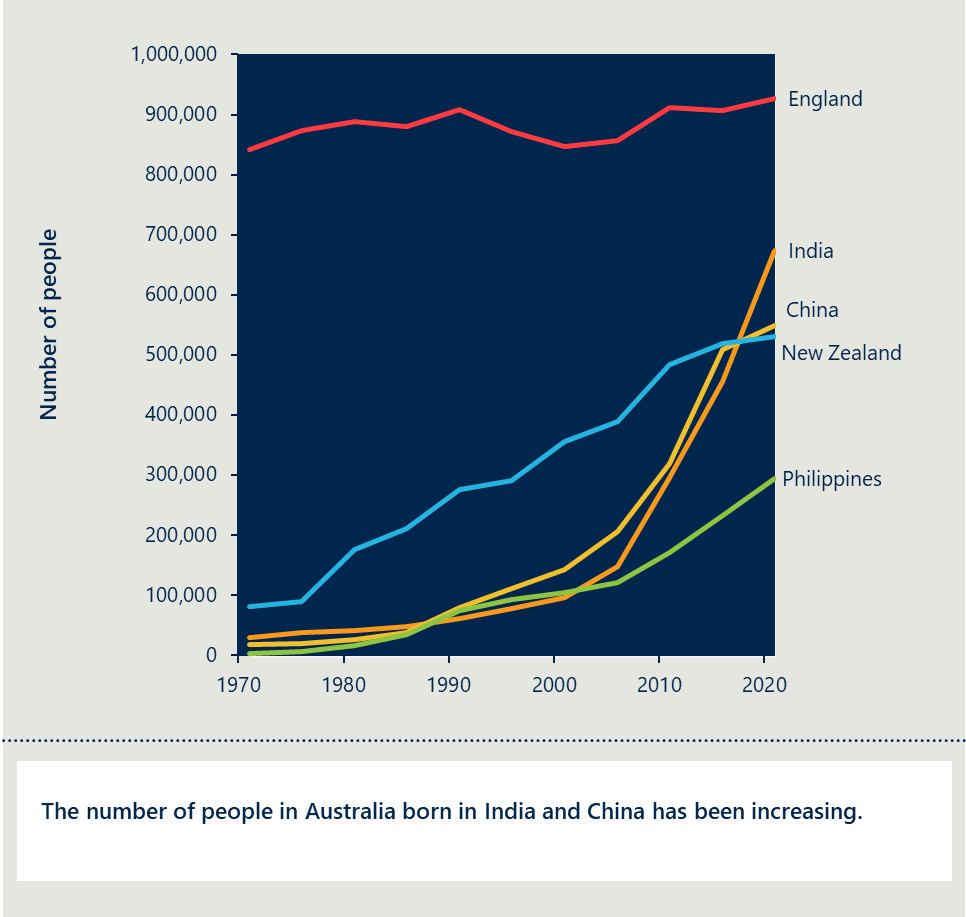 1,000,000
900,000
800,000
700,000
600,000
500,000
400,000
300,000
200,000
100,000
0
Number of people
1970 1980 1990 2000 2010 2020
England
India
China
New Zealand
Philippines
The number of people in Australia born in India and China has been increasing.